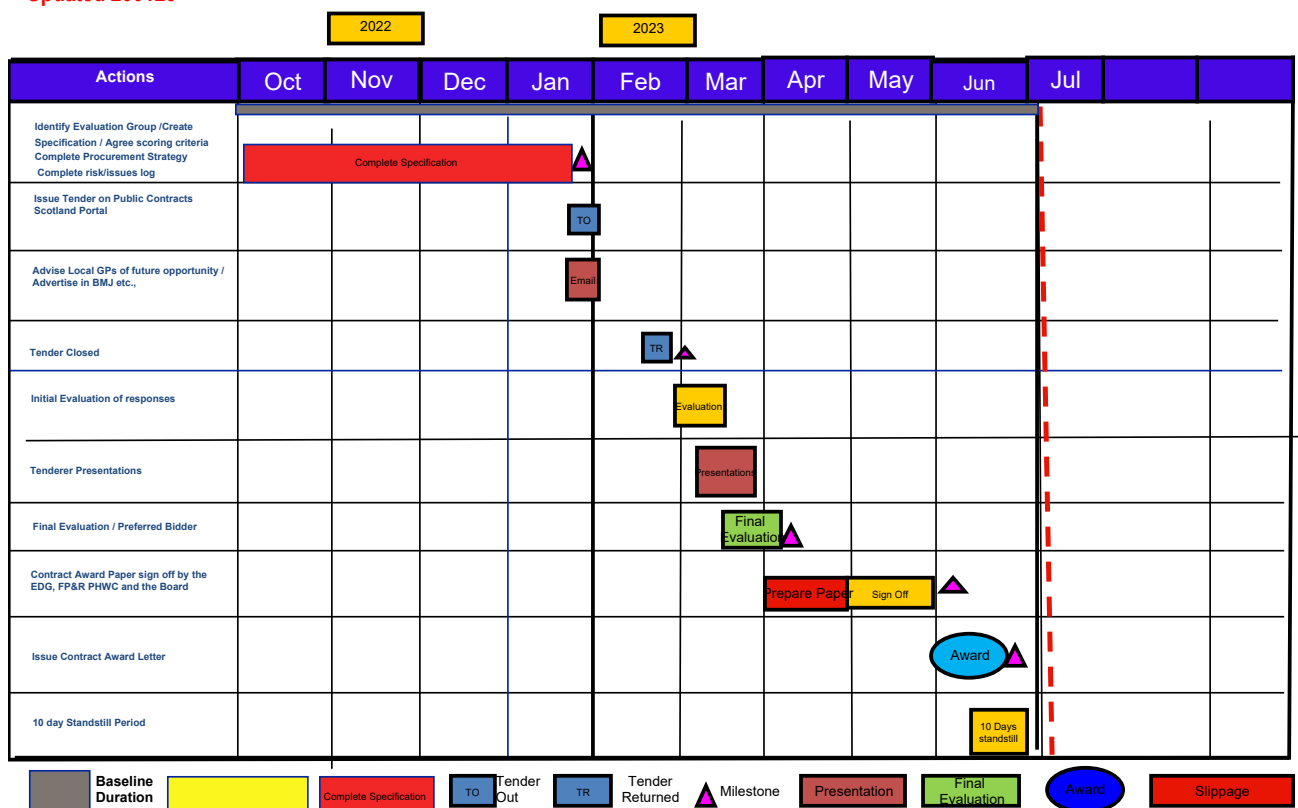 2022
2023
Actions
Oct
Nov
Dec
Jan
Feb
Mar
Apr
May
Jun
Jul
Identify Evaluation Group /Create
Specification / Agree scoring criteria
Complete Procurement Strategy
Complete risk/issues log
Complete Specification
Issue Tender on Public Contracts
Scotland Portal
TO
Advise Local GPs of future opportunity /
Advertise in BMJ etc.,
Email
Tender Closed
TR
Initial Evaluation of responses
Evaluation
Tenderer Presentations
Presentations
Final Evaluation / Preferred Bidder
Final
Evaluation
Contract Award Paper sign off by the
EDG, FP&R PHWC and the Board
Prepare Paper
Sign Off
Issue Contract Award Letter
Award
10 day Standstill Period
10 Days
standstill
Baseline
Duration
Complete Specification
TO
Tender
Out
TR
Tender
Returned
Milestone
Presentation
Final
Evaluation
Award
Slippage